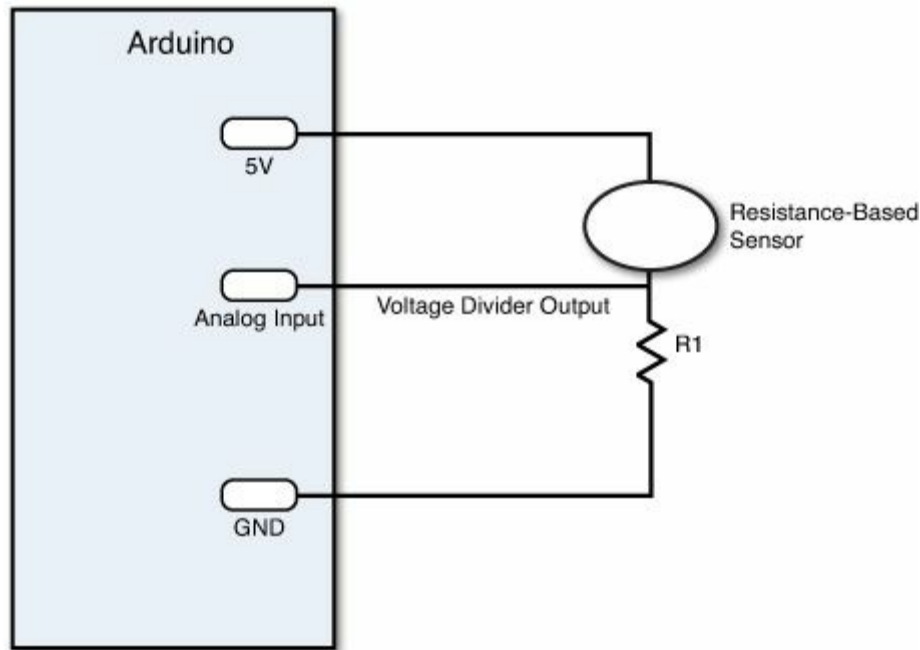 Arduino
5V
Resistance-Based
Sensor
Analog Input
Voltage Divider Output
R1
GND